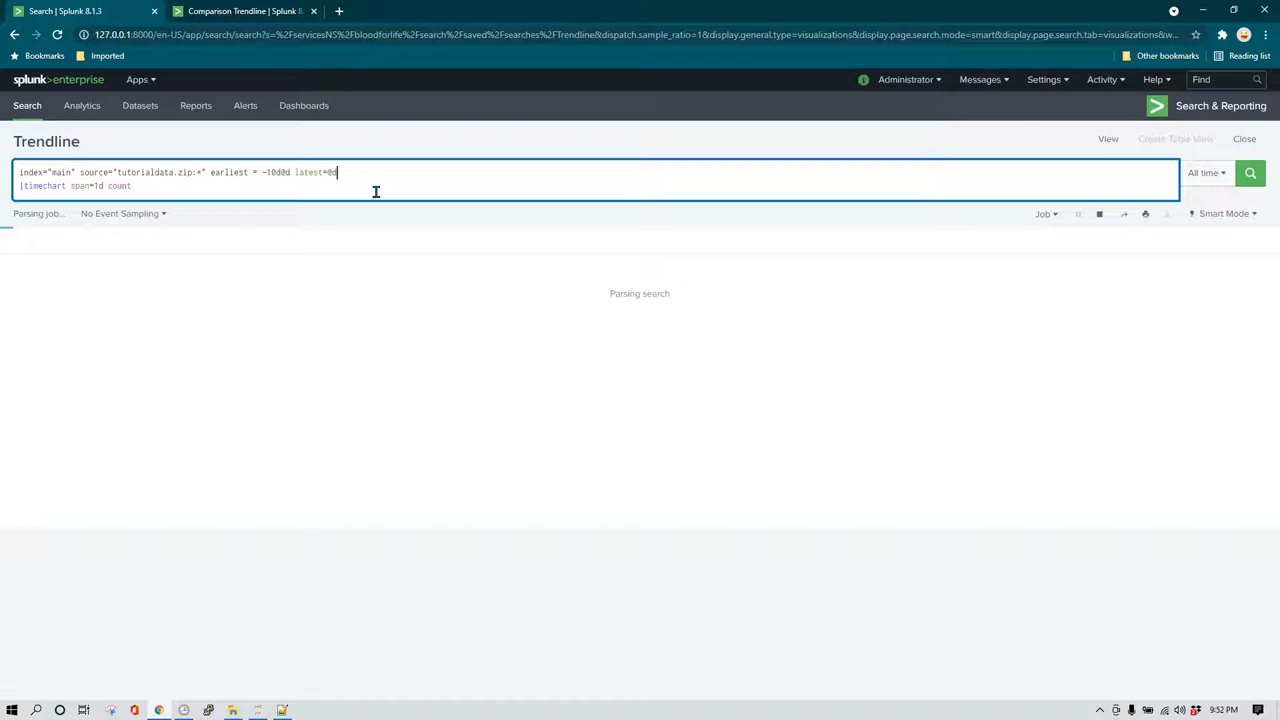 Search | Splunk 8.1.3
Comparison Trendline | Splunk 8.
127.0.0.1:8000/en-US/app/search/search?s=%2FservicesNS%2Fbloodforlife%2Fsearch%2Fsaved%2Fsearches%2FTrendline&dispatch.sample_ratio=1&display.general.type=visualizations&display.page.search.mode=smart&display.page.search.tab=visualizations&w...
Bookmarks Imported Other bookmarks Reading list
splunk>enterprise Apps Administrator Messages Settings Activity Help Find
Search Analytics Datasets Reports Alerts Dashboards Search & Reporting
Trendline View Create Table View Close
index="main" source="tutorialdata.zip:*" earliest = -10d@d latest=@d
|timechart span=1d count
All time
Parsing job... No Event Sampling Job Smart Mode
Parsing search
9:52 PM